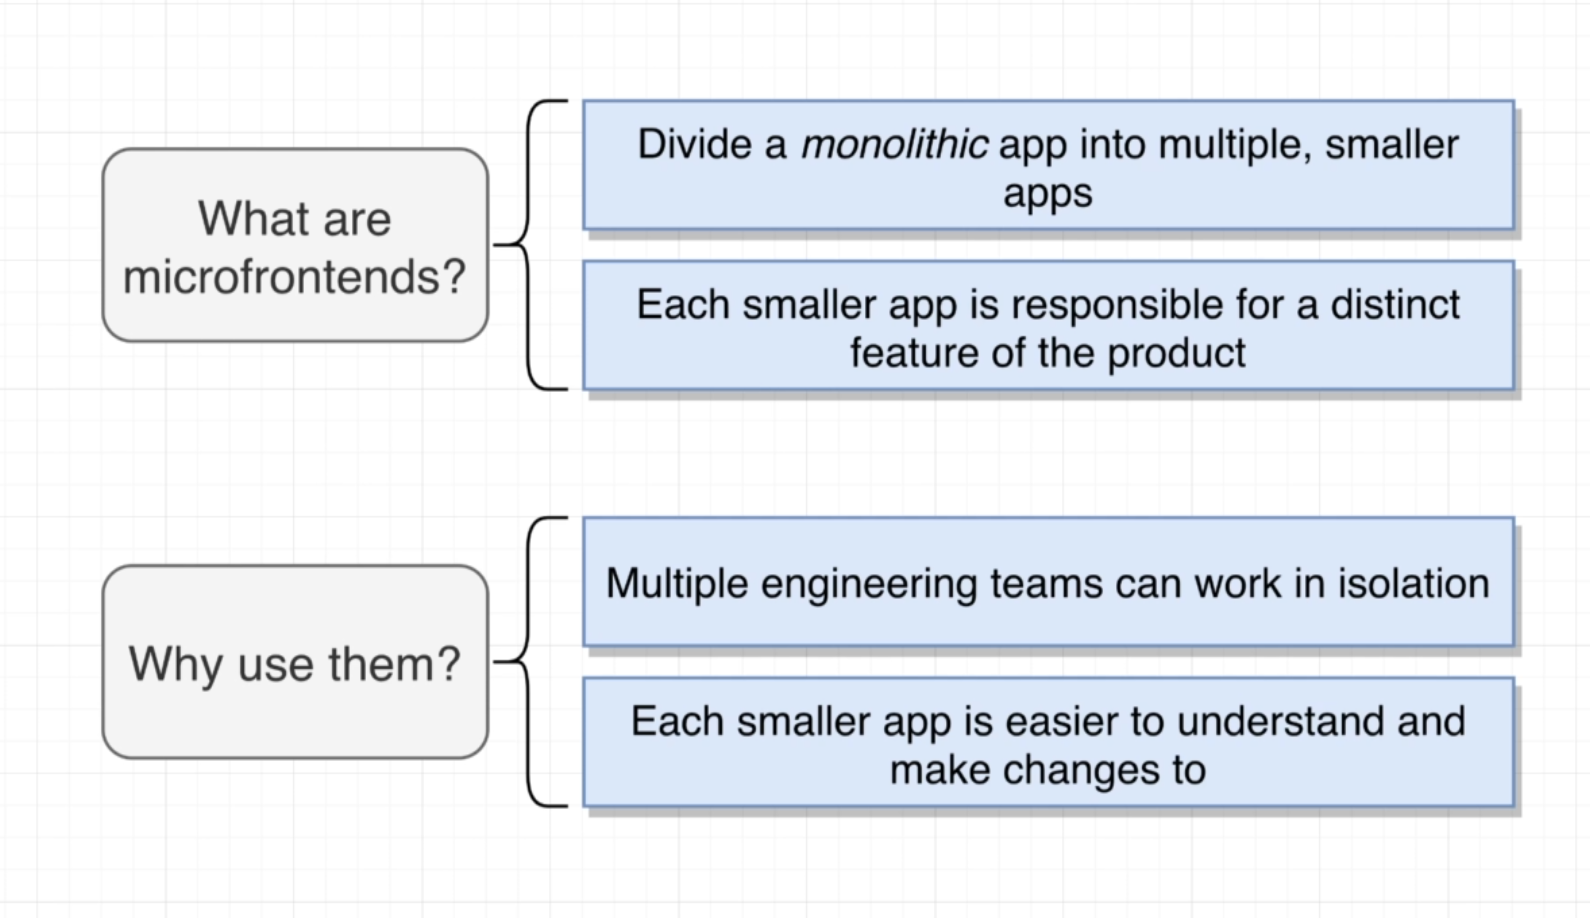 What are
microfrontends?
Divide a monolithic app into multiple, smaller
apps
Each smaller app is responsible for a distinct
feature of the product
Why use them?
Multiple engineering teams can work in isolation
Each smaller app is easier to understand and
make changes to